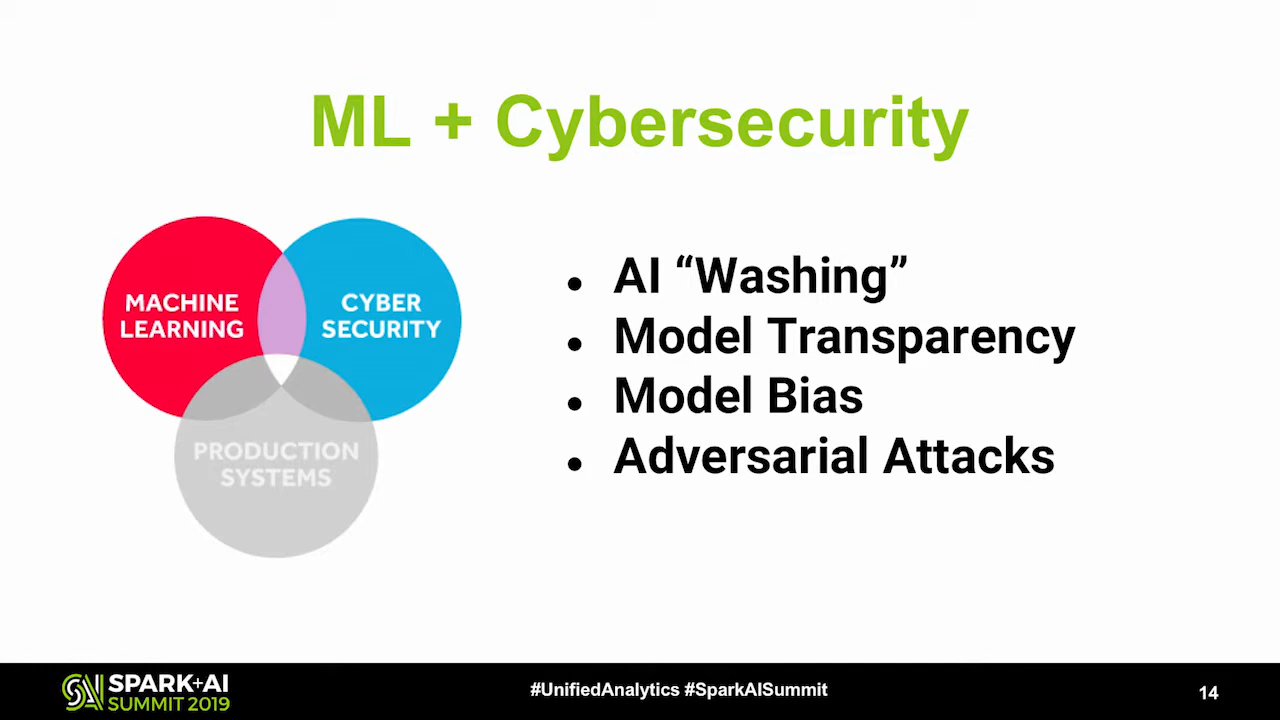 ML + Cybersecurity
MACHINE
LEARNING
CYBER
SECURITY
PRODUCTION
SYSTEMS
● AI “Washing”
● Model Transparency
● Model Bias
● Adversarial Attacks
SPARK+AI
SUMMIT 2019
#UnifiedAnalytics #SparkAISummit
14